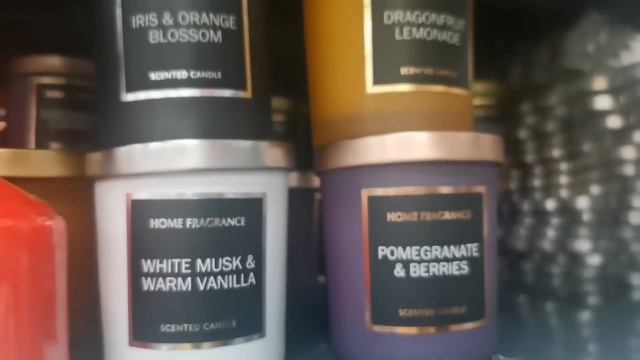 IRIS & ORANGE
BLOSSOM
SCENTED CANDLE
DRAGONFRUIT
LEMONADE
SCENTED CANDLE
HOME FRAGRANCE
WHITE MUSK &
WARM VANILLA
SCENTED CANDLE
HOME FRAGRANCE
POMEGRANATE
& BERRIES
SCENTED CANDLE